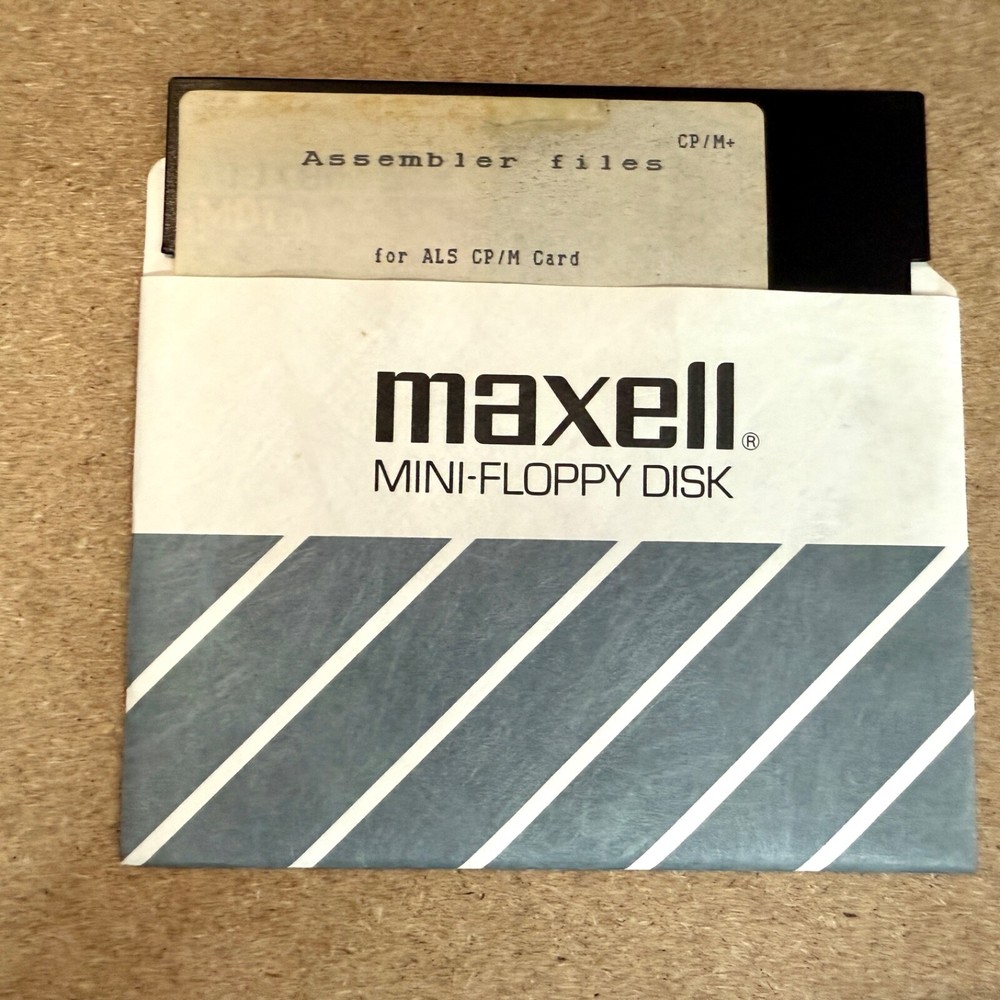 CP/M+
Assembler files
for ALS CP/M Card
maxell®
MINI-FLOPPY DISK